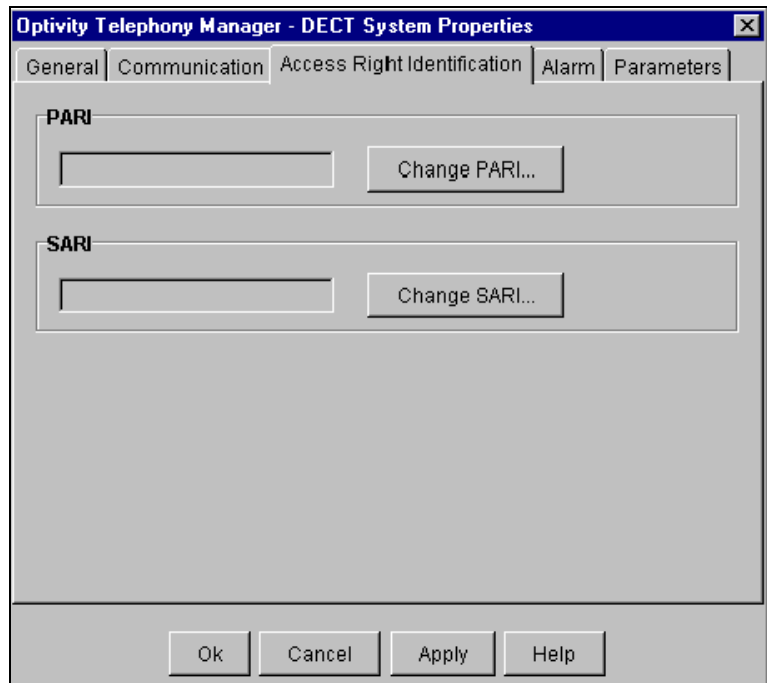 Optivity Telephony Manager - DECT System Properties
General Communication Access Right Identification Alarm Parameters
PARI
Change PARI...
SARI
Change SARI...
Ok Cancel Apply Help